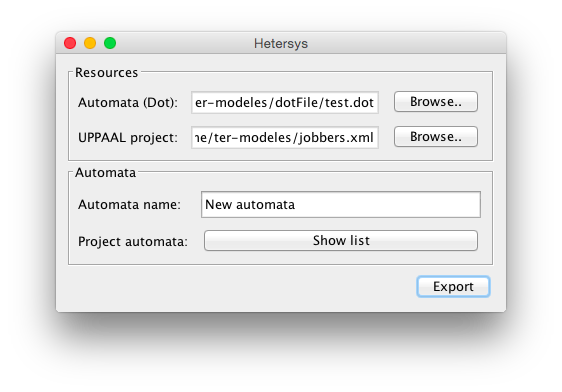 Hetersys
Resources
Automata (Dot): er-modeles/dotFile/test.dot Browse..
UPPAAL project: ne/ter-modeles/jobbers.xml Browse..
Automata
Automata name: New automata
Project automata: Show list
Export